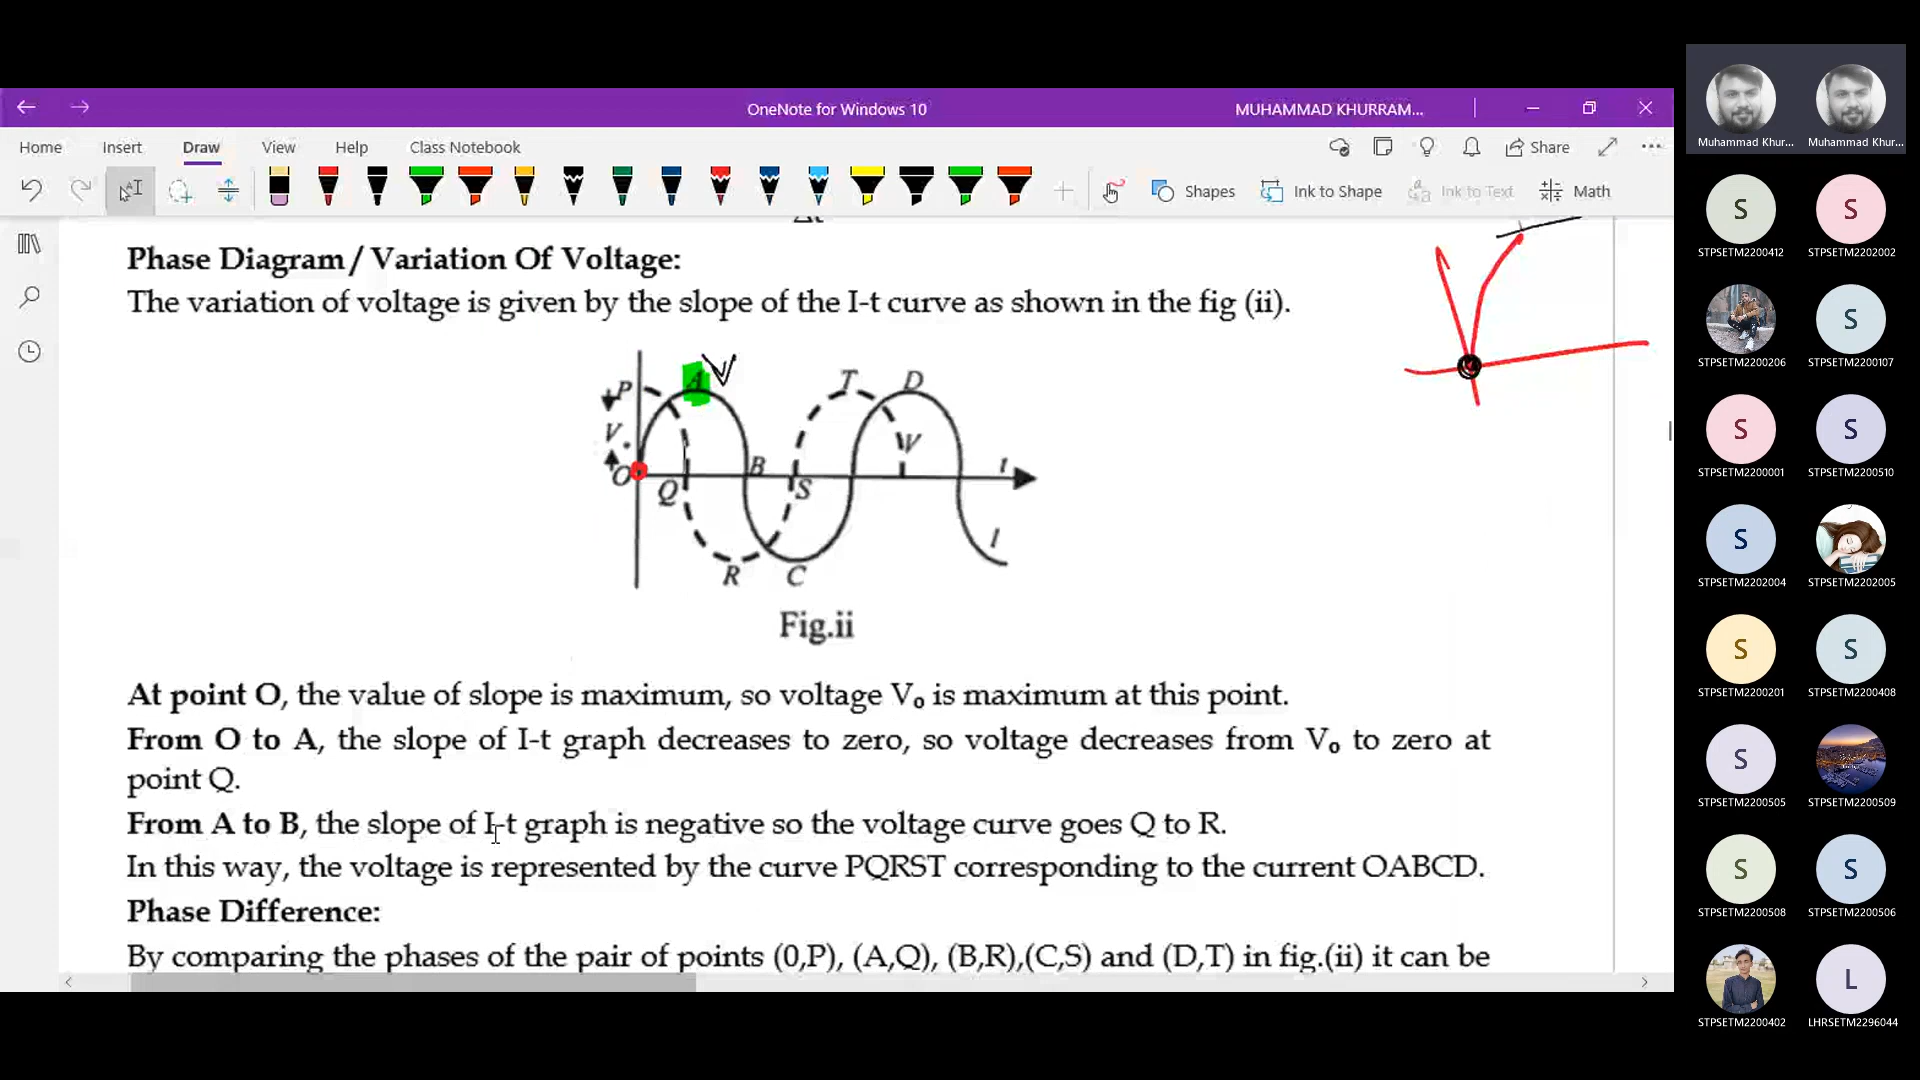 OneNote for Windows 10
MUHAMMAD KHURRAM...
Home Insert Draw View Help Class Notebook
Share
Shapes Ink to Shape Ink to Text Math
Δt
Phase Diagram / Variation Of Voltage:
The variation of voltage is given by the slope of the I-t curve as shown in the fig (ii).
P A V T D
V.
V
O B t
Q S
I
R C
Fig.ii
At point O, the value of slope is maximum, so voltage Vₒ is maximum at this point.
From O to A, the slope of I-t graph decreases to zero, so voltage decreases from Vₒ to zero at
point Q.
From A to B, the slope of I-t graph is negative so the voltage curve goes Q to R.
In this way, the voltage is represented by the curve PQRST corresponding to the current OABCD.
Phase Difference:
By comparing the phases of the pair of points (0,P), (A,Q), (B,R),(C,S) and (D,T) in fig.(ii) it can be
Muhammad Khur... Muhammad Khur...
S S
STPSETM2200412 STPSETM2202002
S
STPSETM2200206 STPSETM2200107
S S
STPSETM2200001 STPSETM2200510
S
STPSETM2202004 STPSETM2202005
S S
STPSETM2200201 STPSETM2200408
S
STPSETM2200505 STPSETM2200509
S S
STPSETM2200508 STPSETM2200506
L
STPSETM2200402 LHRSETM2296044